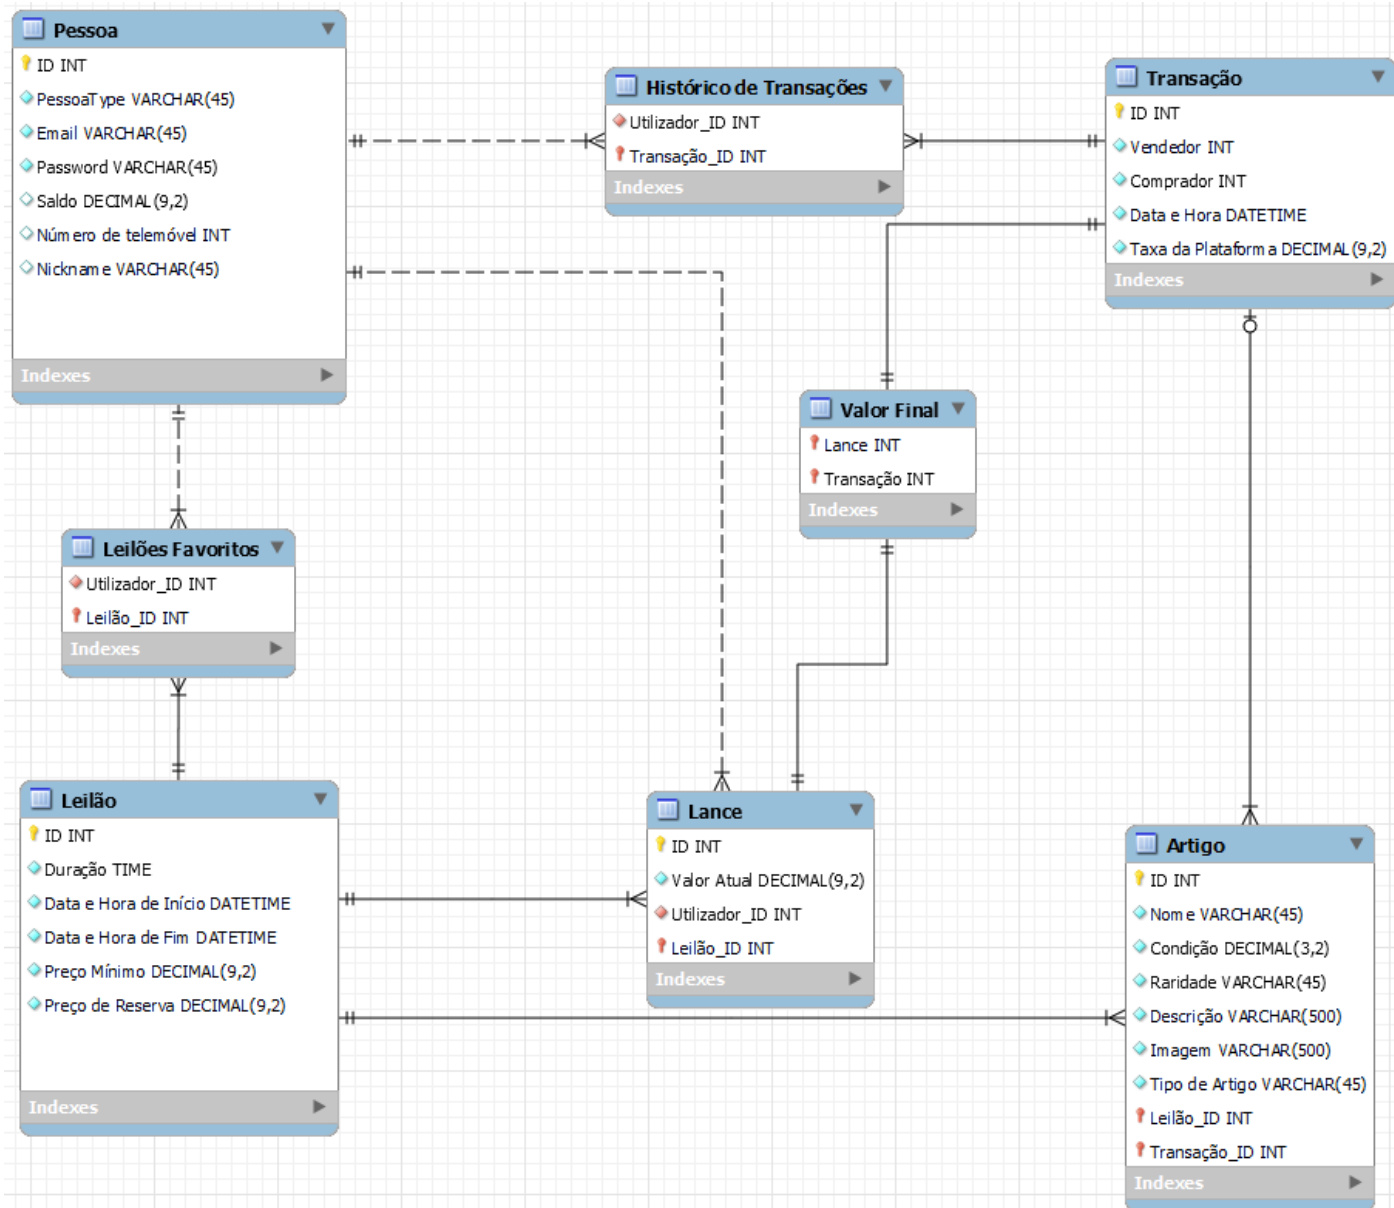 Pessoa
ID INT
PessoaType VARCHAR(45)
Email VARCHAR(45)
Password VARCHAR(45)
Saldo DECIMAL(9,2)
Número de telemóvel INT
Nickname VARCHAR(45)
Indexes
Histórico de Transações
Utilizador_ID INT
Transação_ID INT
Indexes
Transação
ID INT
Vendedor INT
Comprador INT
Data e Hora DATETIME
Taxa da Plataforma DECIMAL(9,2)
Indexes
Valor Final
Lance INT
Transação INT
Indexes
Leilões Favoritos
Utilizador_ID INT
Leilão_ID INT
Indexes
Leilão
ID INT
Duração TIME
Data e Hora de Início DATETIME
Data e Hora de Fim DATETIME
Preço Mínimo DECIMAL(9,2)
Preço de Reserva DECIMAL(9,2)
Indexes
Lance
ID INT
Valor Atual DECIMAL(9,2)
Utilizador_ID INT
Leilão_ID INT
Indexes
Artigo
ID INT
Nome VARCHAR(45)
Condição DECIMAL(3,2)
Raridade VARCHAR(45)
Descrição VARCHAR(500)
Imagem VARCHAR(500)
Tipo de Artigo VARCHAR(45)
Leilão_ID INT
Transação_ID INT
Indexes